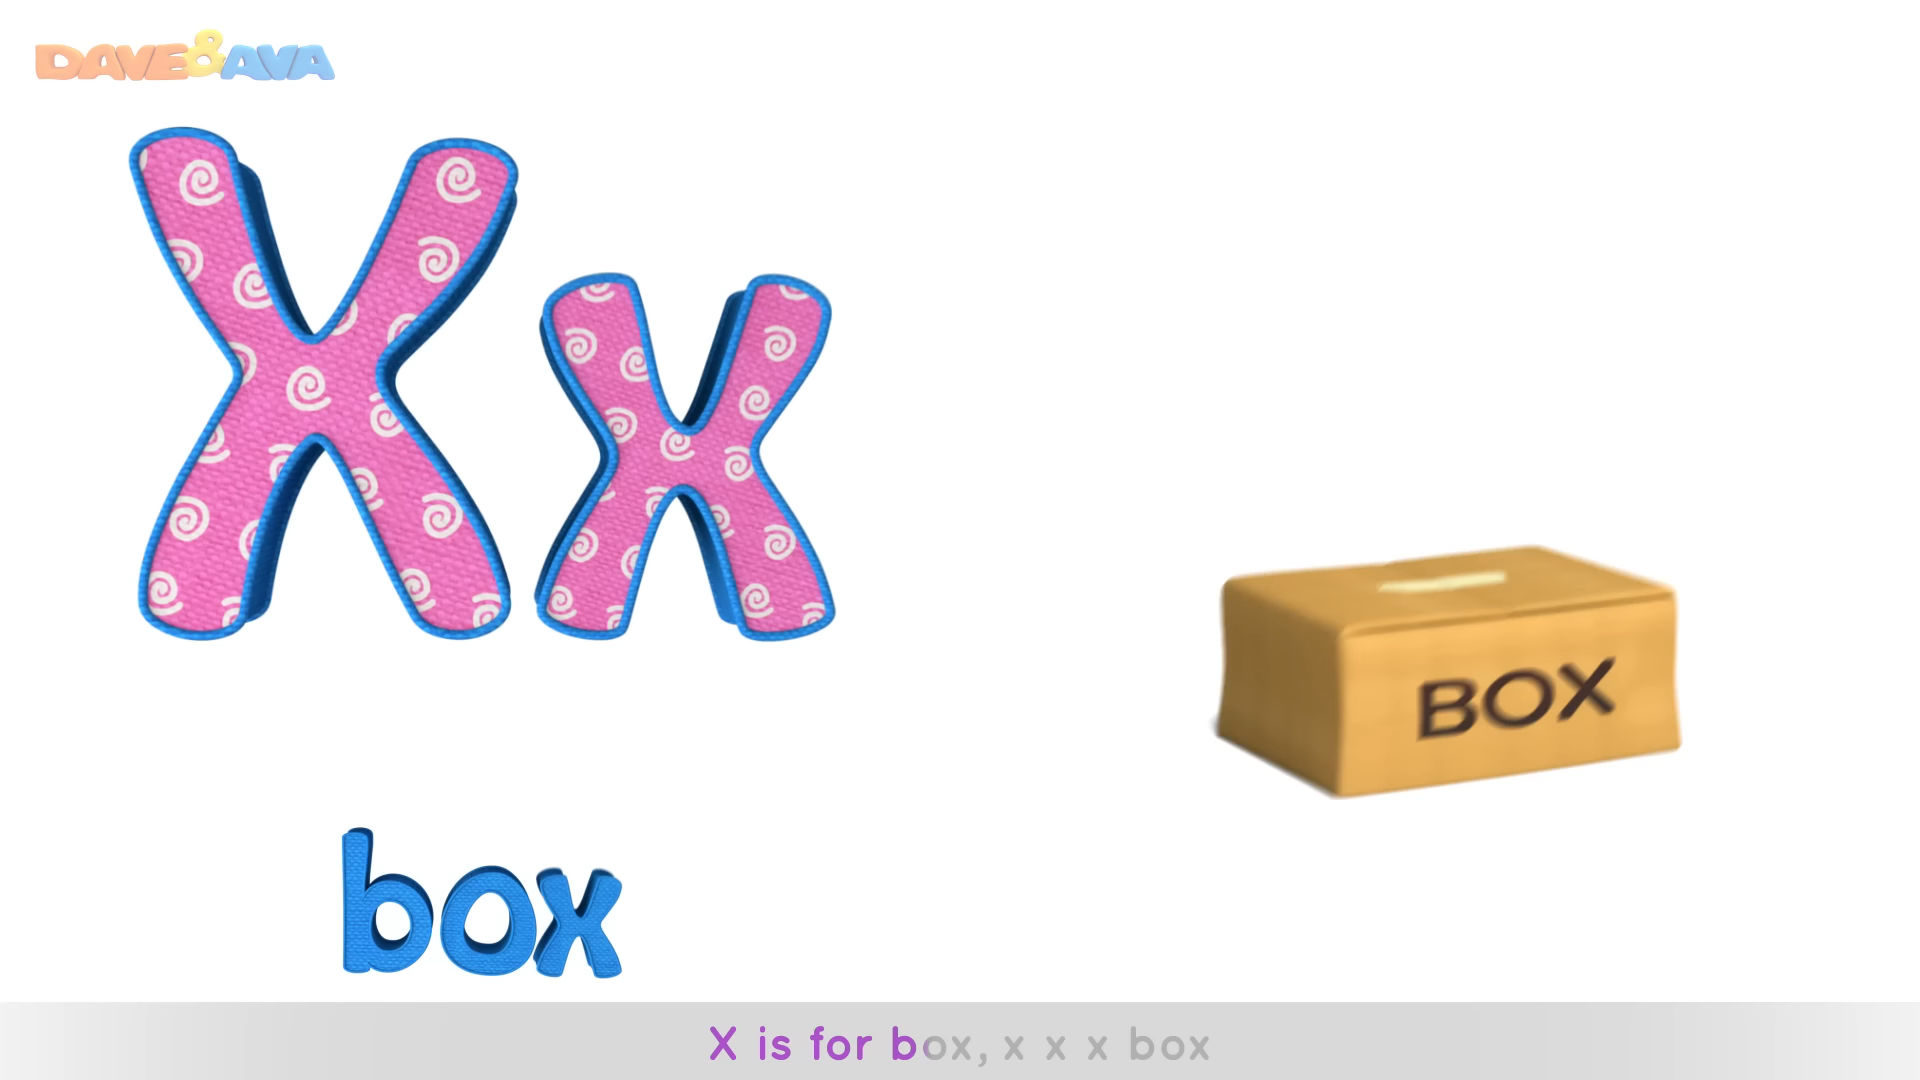 DAVE&AVA
Xx
BOX
box
X is for box, x x x box